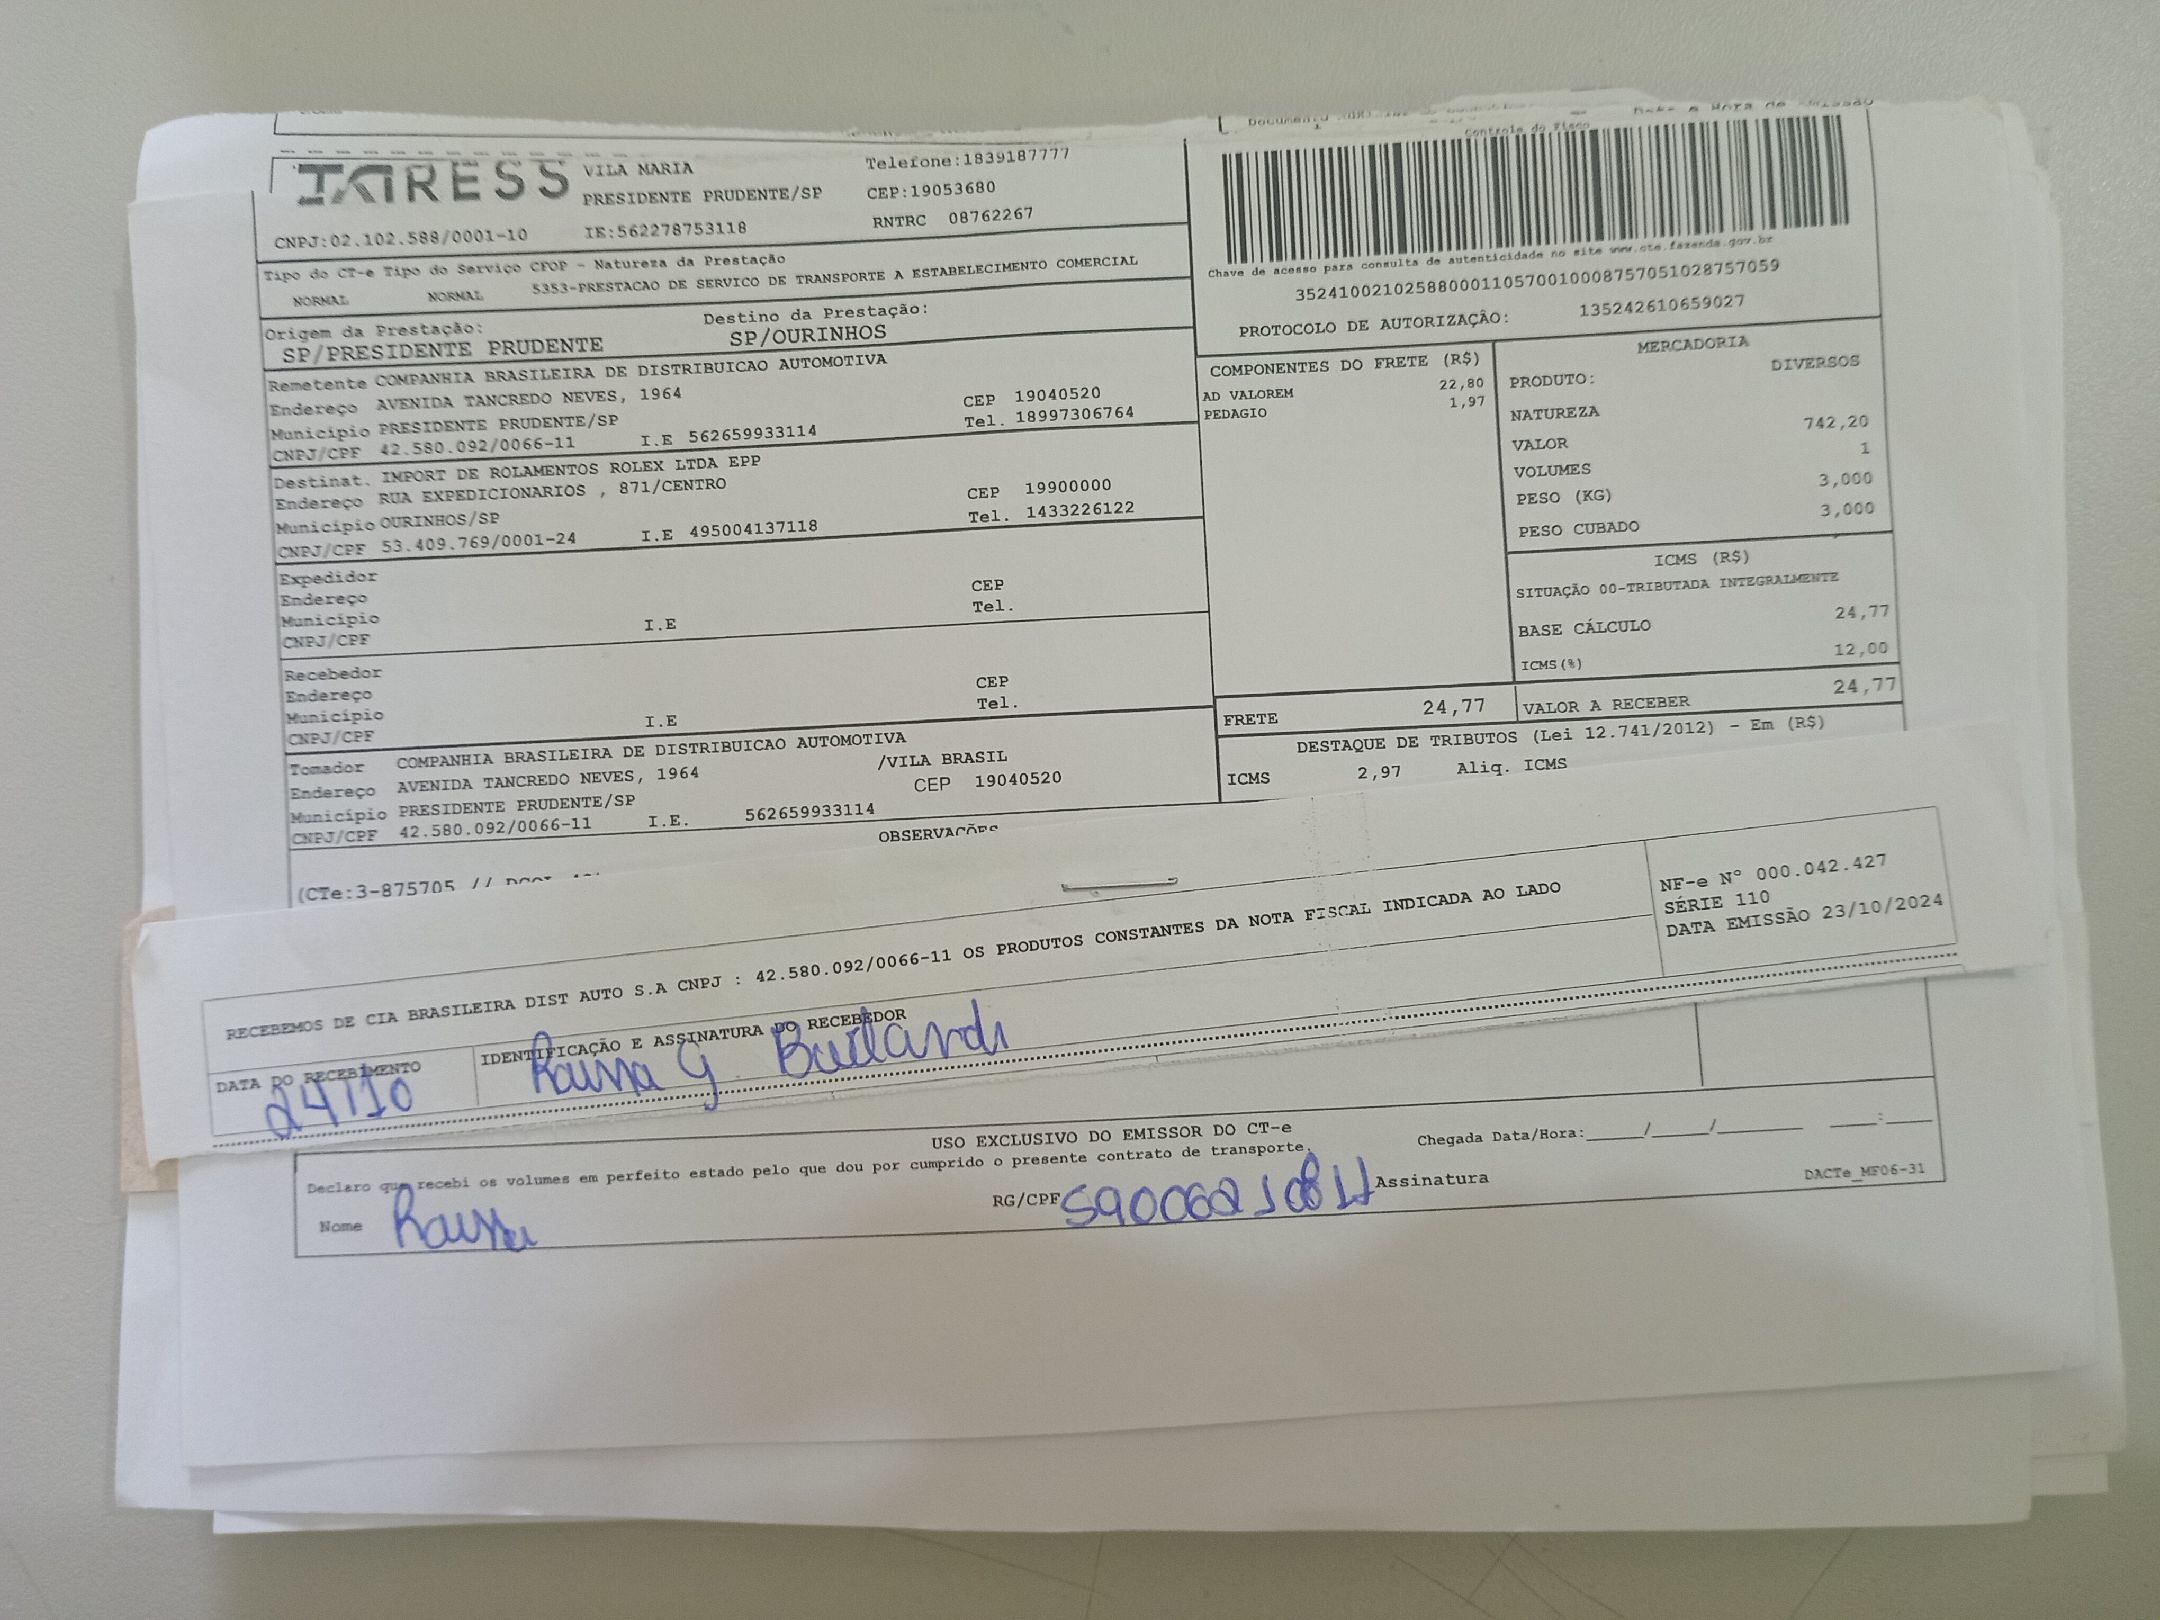 Data e Hora de Emissão
Controle do Fisco
VILA MARIA
Telefone:1839187777
PRESIDENTE PRUDENTE/SP
CEP:19053680
CNPJ:02.102.588/0001-10
IE:562278753118
RNTRC 08762267
Tipo do CT-e Tipo do Serviço CFOP - Natureza da Prestação
NORMAL NORMAL 5353-PRESTACAO DE SERVICO DE TRANSPORTE A ESTABELECIMENTO COMERCIAL
Origem da Prestação: Destino da Prestação:
SP/PRESIDENTE PRUDENTE SP/OURINHOS
Chave de acesso para consulta de autenticidade no site www.cte.fazenda.gov.br
35241002102588000110570010008757051028757059
PROTOCOLO DE AUTORIZAÇÃO: 135242610659027
Remetente COMPANHIA BRASILEIRA DE DISTRIBUICAO AUTOMOTIVA
Endereço AVENIDA TANCREDO NEVES, 1964 CEP 19040520
Município PRESIDENTE PRUDENTE/SP Tel. 18997306764
CNPJ/CPF 42.580.092/0066-11 I.E 562659933114
Destinat. IMPORT DE ROLAMENTOS ROLEX LTDA EPP
Endereço RUA EXPEDICIONARIOS , 871/CENTRO CEP 19900000
Município OURINHOS/SP Tel. 1433226122
CNPJ/CPF 53.409.769/0001-24 I.E 495004137118
Expedidor
Endereço CEP
Município Tel.
CNPJ/CPF I.E
Recebedor
Endereço CEP
Município Tel.
CNPJ/CPF I.E
Tomador COMPANHIA BRASILEIRA DE DISTRIBUICAO AUTOMOTIVA
Endereço AVENIDA TANCREDO NEVES, 1964 /VILA BRASIL
Município PRESIDENTE PRUDENTE/SP CEP 19040520
CNPJ/CPF 42.580.092/0066-11 I.E. 562659933114
COMPONENTES DO FRETE (R$)
AD VALOREM 22,80
PEDAGIO 1,97
MERCADORIA
PRODUTO: DIVERSOS
NATUREZA
VALOR 742,20
VOLUMES 1
PESO (KG) 3,000
PESO CUBADO 3,000
ICMS (R$)
SITUAÇÃO 00-TRIBUTADA INTEGRALMENTE
BASE CÁLCULO 24,77
ICMS(%) 12,00
FRETE 24,77 VALOR A RECEBER 24,77
DESTAQUE DE TRIBUTOS (Lei 12.741/2012) - Em (R$)
ICMS 2,97 Aliq. ICMS
OBSERVAÇÕES
(CTe:3-875705 //
RECEBEMOS DE CIA BRASILEIRA DIST AUTO S.A CNPJ : 42.580.092/0066-11 OS PRODUTOS CONSTANTES DA NOTA FISCAL INDICADA AO LADO
NF-e Nº 000.042.427
SÉRIE 110
DATA EMISSÃO 23/10/2024
DATA DO RECEBIMENTO IDENTIFICAÇÃO E ASSINATURA DO RECEBEDOR
24/10
USO EXCLUSIVO DO EMISSOR DO CT-e
Declaro que recebi os volumes em perfeito estado pelo que dou por cumprido o presente contrato de transporte.
Chegada Data/Hora:_____/_____/________ ____:____
Nome RG/CPF Assinatura
DACTe_MF06-31